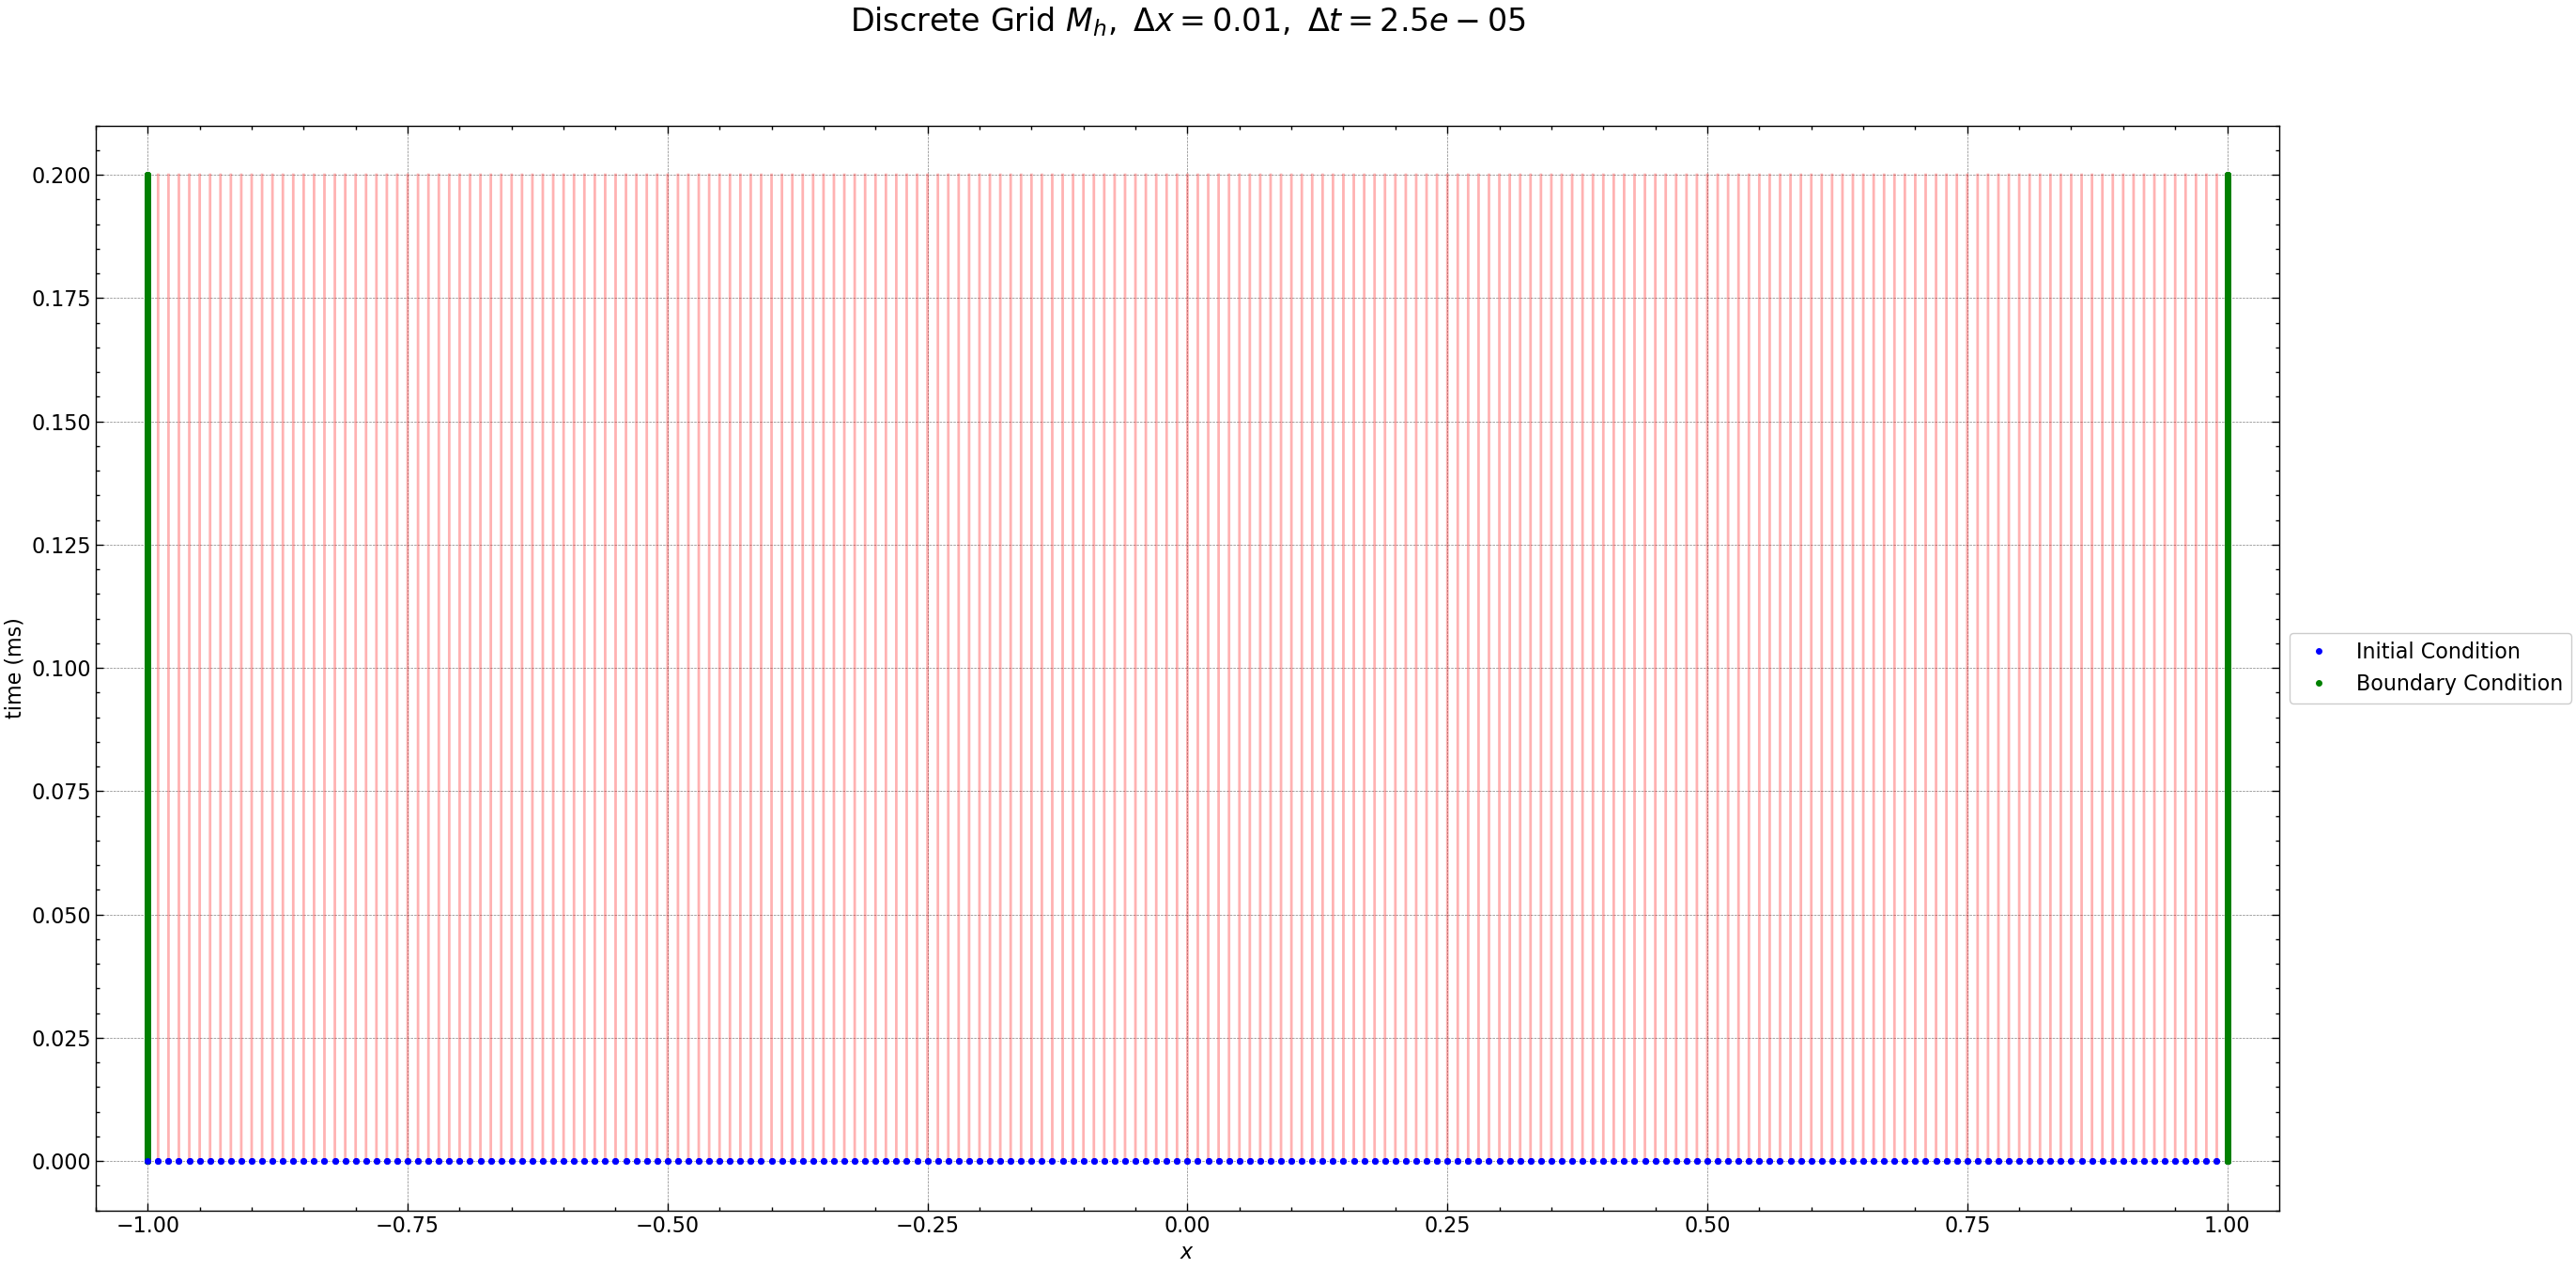 Discrete Grid M_h, Δx = 0.01, Δt = 2.5e − 05
0.200
0.175
0.150
0.125
0.100
0.075
0.050
0.025
0.000
time (ms)
−1.00 −0.75 −0.50 −0.25 0.00 0.25 0.50 0.75 1.00
x
Initial Condition
Boundary Condition